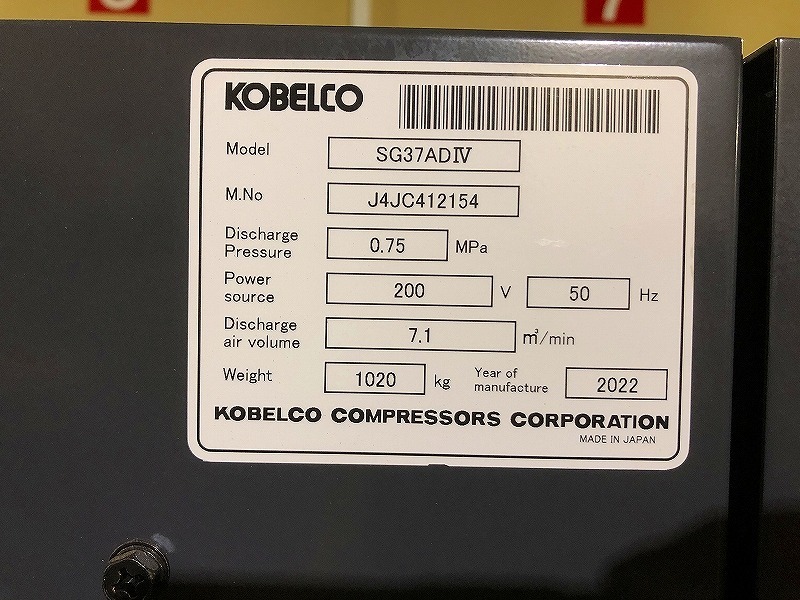 7
KOBELCO
Model SG37ADⅣ
M.No J4JC412154
Discharge
Pressure 0.75 MPa
Power
source 200 V 50 Hz
Discharge
air volume 7.1 m³/min
Weight 1020 kg Year of
manufacture 2022
KOBELCO COMPRESSORS CORPORATION
MADE IN JAPAN